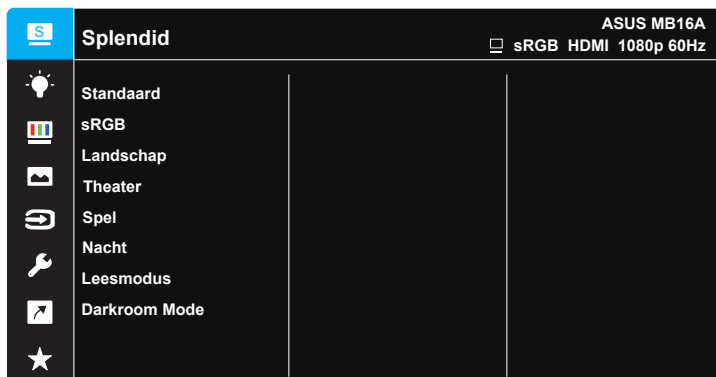 S
Splendid
ASUS MB16A
sRGB HDMI 1080p 60Hz
Standaard
sRGB
Landschap
Theater
Spel
Nacht
Leesmodus
Darkroom Mode